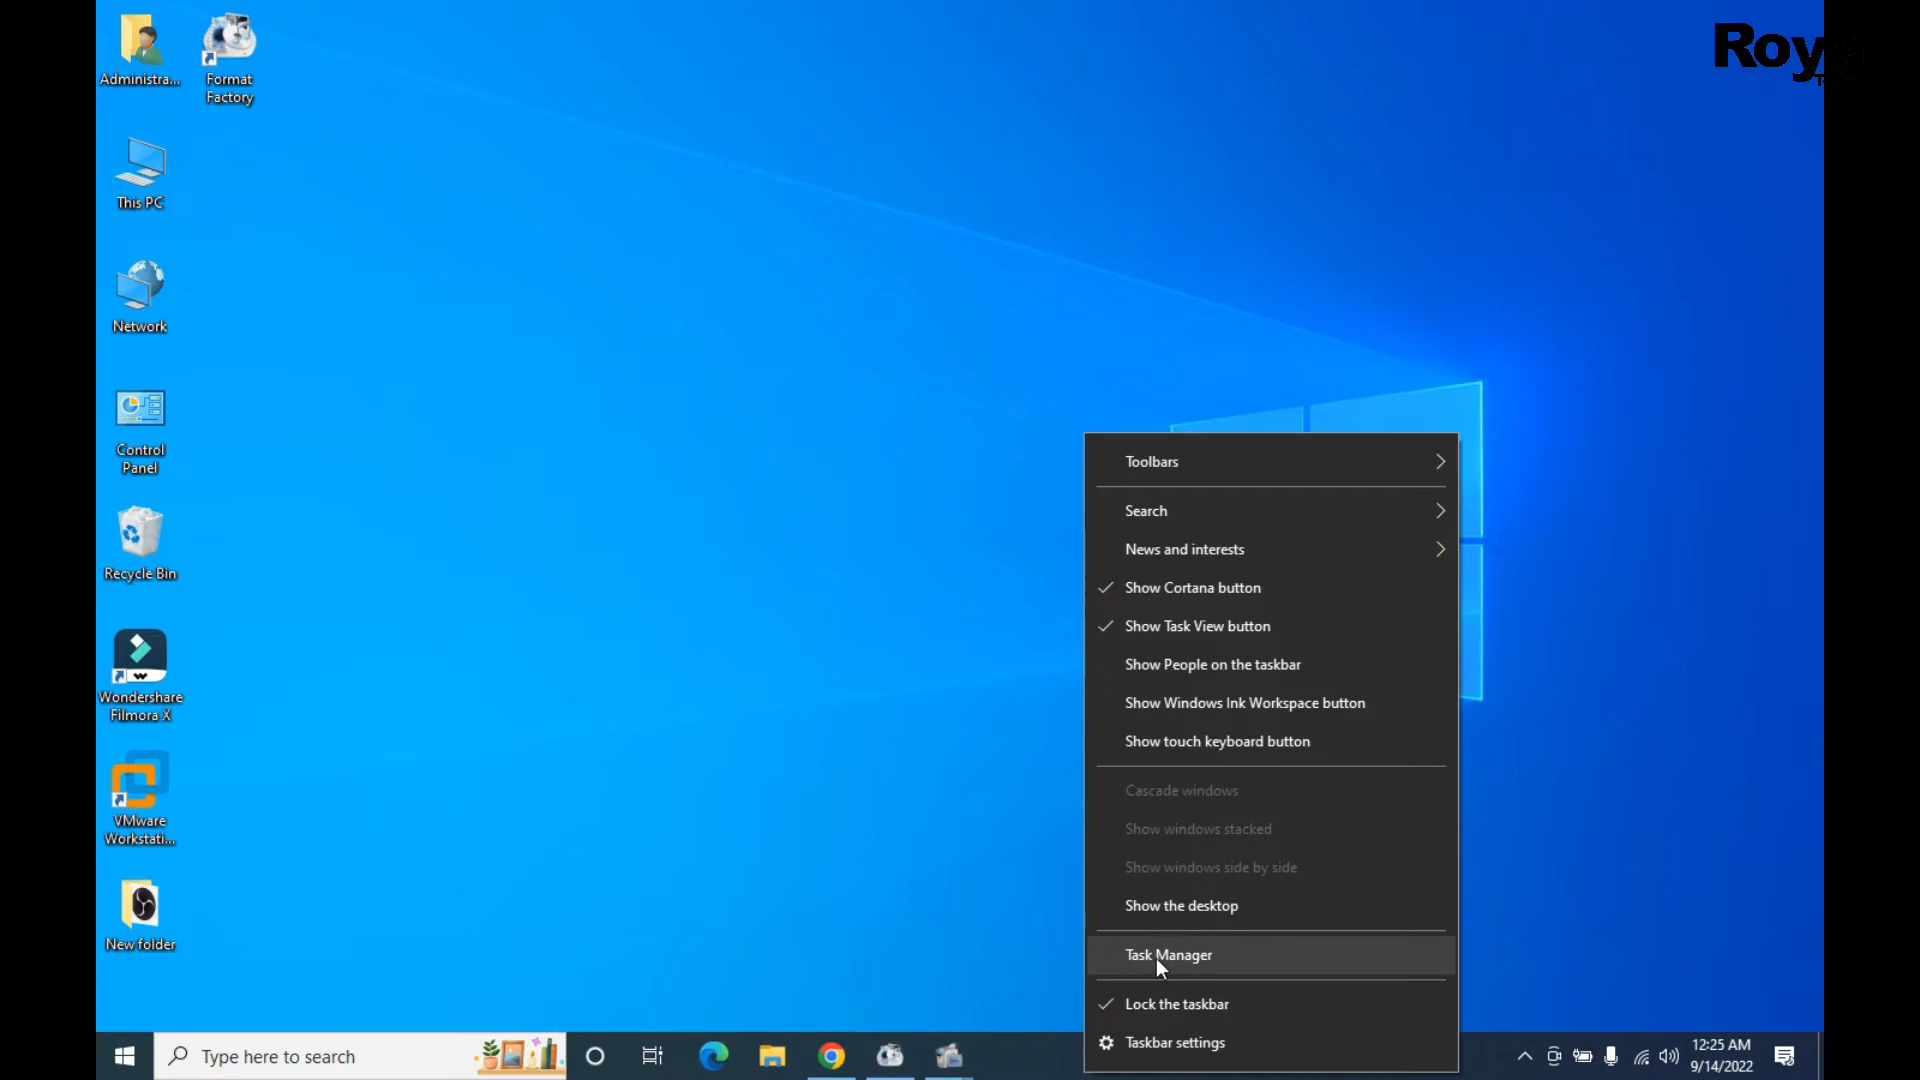 Administra...
Format
Factory
This PC
Network
Control
Panel
Recycle Bin
Wondershare
Filmora X
VMware
Workstati...
New folder
Toolbars
Search
News and interests
Show Cortana button
Show Task View button
Show People on the taskbar
Show Windows Ink Workspace button
Show touch keyboard button
Cascade windows
Show windows stacked
Show windows side by side
Show the desktop
Task Manager
Lock the taskbar
Taskbar settings
Type here to search
12:25 AM
9/14/2022